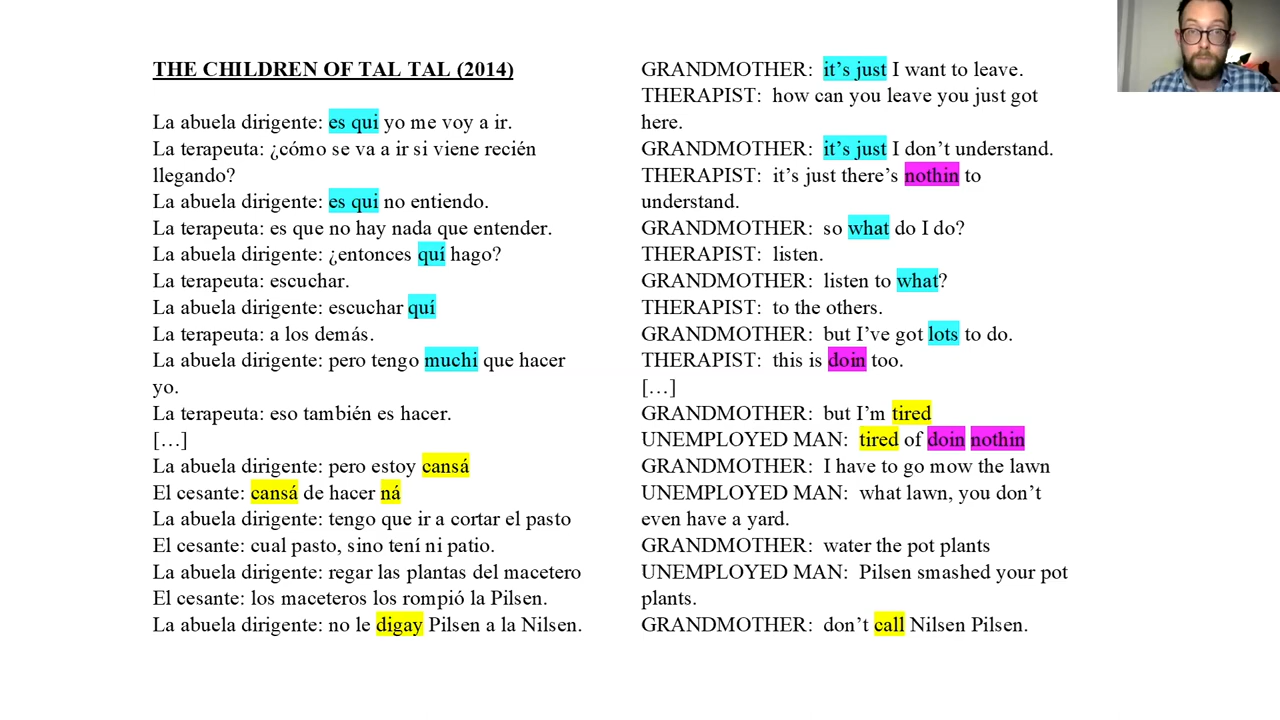 THE CHILDREN OF TAL TAL (2014)
La abuela dirigente: es qui yo me voy a ir.
La terapeuta: ¿cómo se va a ir si viene recién
llegando?
La abuela dirigente: es qui no entiendo.
La terapeuta: es que no hay nada que entender.
La abuela dirigente: ¿entonces quí hago?
La terapeuta: escuchar.
La abuela dirigente: escuchar quí
La terapeuta: a los demás.
La abuela dirigente: pero tengo muchi que hacer
yo.
La terapeuta: eso también es hacer.
[…]
La abuela dirigente: pero estoy cansá
El cesante: cansá de hacer ná
La abuela dirigente: tengo que ir a cortar el pasto
El cesante: cual pasto, sino tení ni patio.
La abuela dirigente: regar las plantas del macetero
El cesante: los maceteros los rompió la Pilsen.
La abuela dirigente: no le digay Pilsen a la Nilsen.
GRANDMOTHER: it’s just I want to leave.
THERAPIST: how can you leave you just got
here.
GRANDMOTHER: it’s just I don’t understand.
THERAPIST: it’s just there’s nothin to
understand.
GRANDMOTHER: so what do I do?
THERAPIST: listen.
GRANDMOTHER: listen to what?
THERAPIST: to the others.
GRANDMOTHER: but I’ve got lots to do.
THERAPIST: this is doin too.
[…]
GRANDMOTHER: but I’m tired
UNEMPLOYED MAN: tired of doin nothin
GRANDMOTHER: I have to go mow the lawn
UNEMPLOYED MAN: what lawn, you don’t
even have a yard.
GRANDMOTHER: water the pot plants
UNEMPLOYED MAN: Pilsen smashed your pot
plants.
GRANDMOTHER: don’t call Nilsen Pilsen.